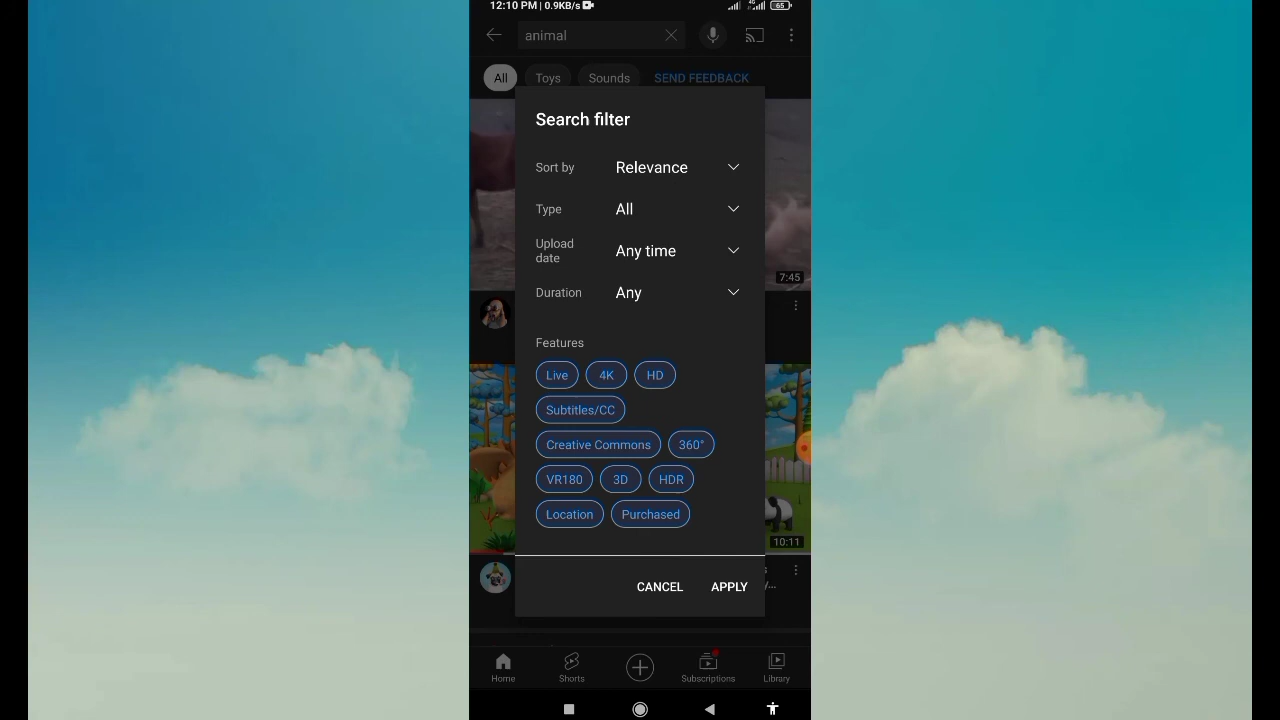 12:10 PM | 0.9KB/s
4G
65
animal
All Toys Sounds SEND FEEDBACK
Search filter
Sort by Relevance
Type All
Upload date Any time
7:45
Duration Any
Features
Live 4K HD
Subtitles/CC
Creative Commons 360°
VR180 3D HDR
Location Purchased
10:11
CANCEL APPLY
Home Shorts Subscriptions Library